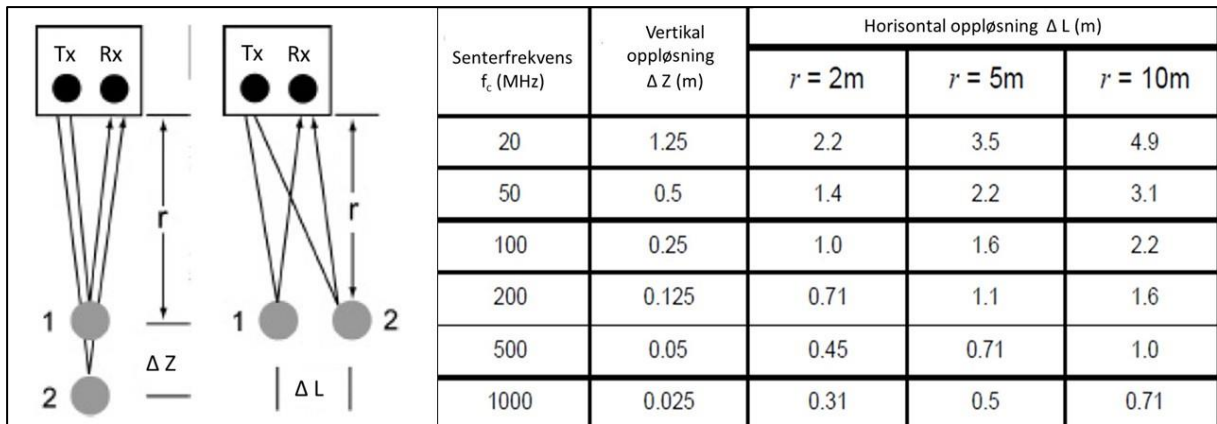 Tx Rx
Tx Rx
r
r
1
1 2
Δ Z
2
Δ L
Senterfrekvens
f_c (MHz)
Vertikal
oppløsning
Δ Z (m)
Horisontal oppløsning Δ L (m)
r = 2m r = 5m r = 10m
20 1.25 2.2 3.5 4.9
50 0.5 1.4 2.2 3.1
100 0.25 1.0 1.6 2.2
200 0.125 0.71 1.1 1.6
500 0.05 0.45 0.71 1.0
1000 0.025 0.31 0.5 0.71